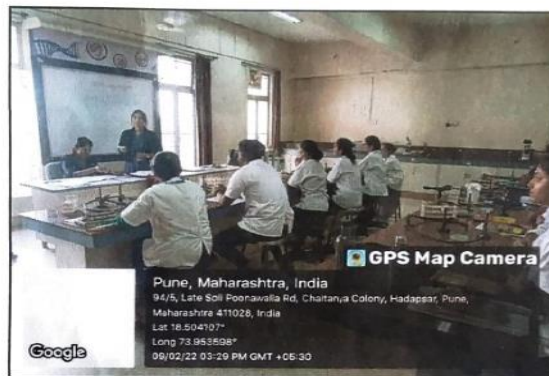 GPS Map Camera
Pune, Maharashtra, India
94/5, Late Soli Poonawalla Rd, Chaitanya Colony, Hadapsar, Pune,
Maharashtra 411028, India
Lat 18.504107°
Long 73.953598°
09/02/22 03:29 PM GMT +05:30
Google